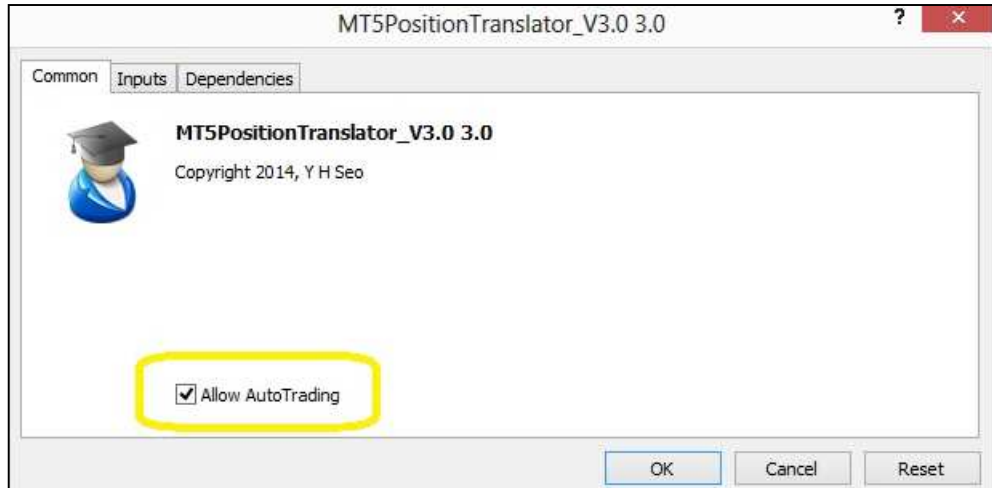 MT5PositionTranslator_V3.0 3.0
?
Common Inputs Dependencies
MT5PositionTranslator_V3.0 3.0
Copyright 2014, Y H Seo
Allow AutoTrading
OK Cancel Reset